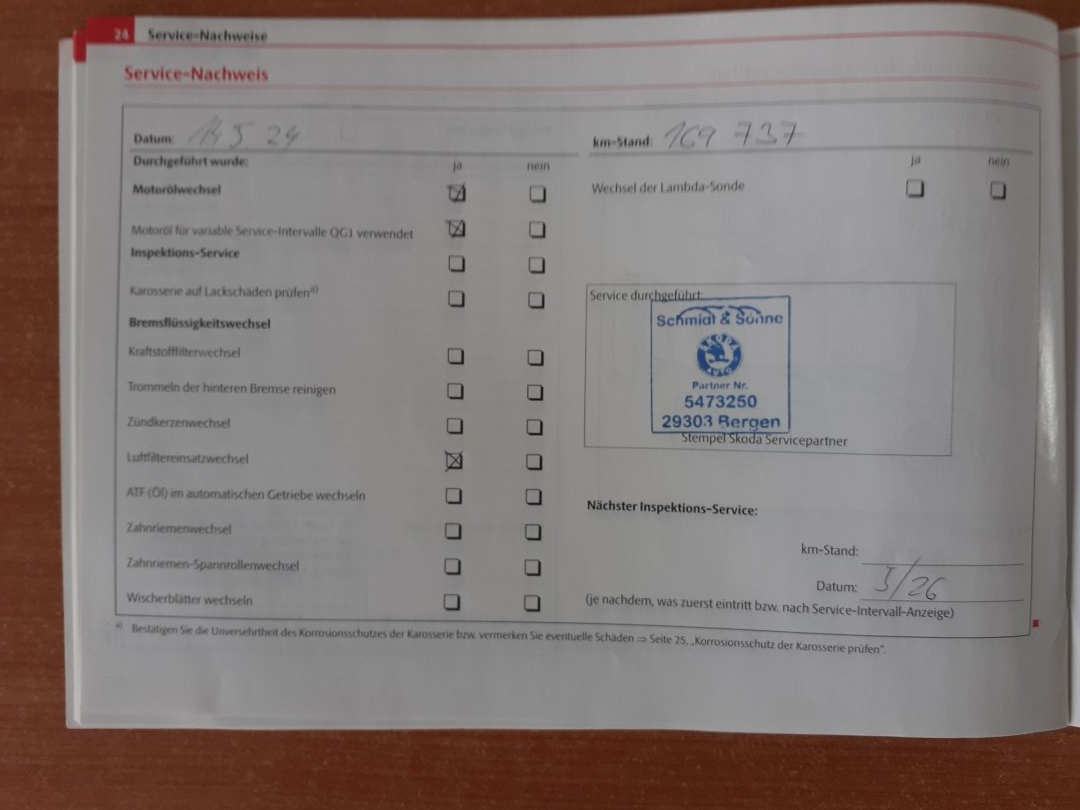 24 Service-Nachweise
Service-Nachweis
Datum: 14 5 24
km-Stand: 169 737
Durchgeführt wurde: ja nein
ja nein
Motorölwechsel
Wechsel der Lambda-Sonde
Motoröl für variable Service-Intervalle QG1 verwendet
Inspektions-Service
Karosserie auf Lackschäden prüfen a)
Bremsflüssigkeitswechsel
Kraftstofffilterwechsel
Trommeln der hinteren Bremse reinigen
Zündkerzenwechsel
Luftfiltereinsatzwechsel
ATF (Öl) im automatischen Getriebe wechseln
Zahnriemenwechsel
Zahnriemen-Spannrollenwechsel
Wischerblätter wechseln
Service durchgeführt:
Schmidt & Söhne
ŠKODA
AUTO
Partner Nr.
5473250
29303 Bergen
Stempel Škoda Servicepartner
Nächster Inspektions-Service:
km-Stand:
Datum: 5/26
(je nachdem, was zuerst eintritt bzw. nach Service-Intervall-Anzeige)
a) Bestätigen Sie die Unversehrtheit des Korrosionsschutzes der Karosserie bzw. vermerken Sie eventuelle Schäden ⇒ Seite 25, „Korrosionsschutz der Karosserie prüfen“.